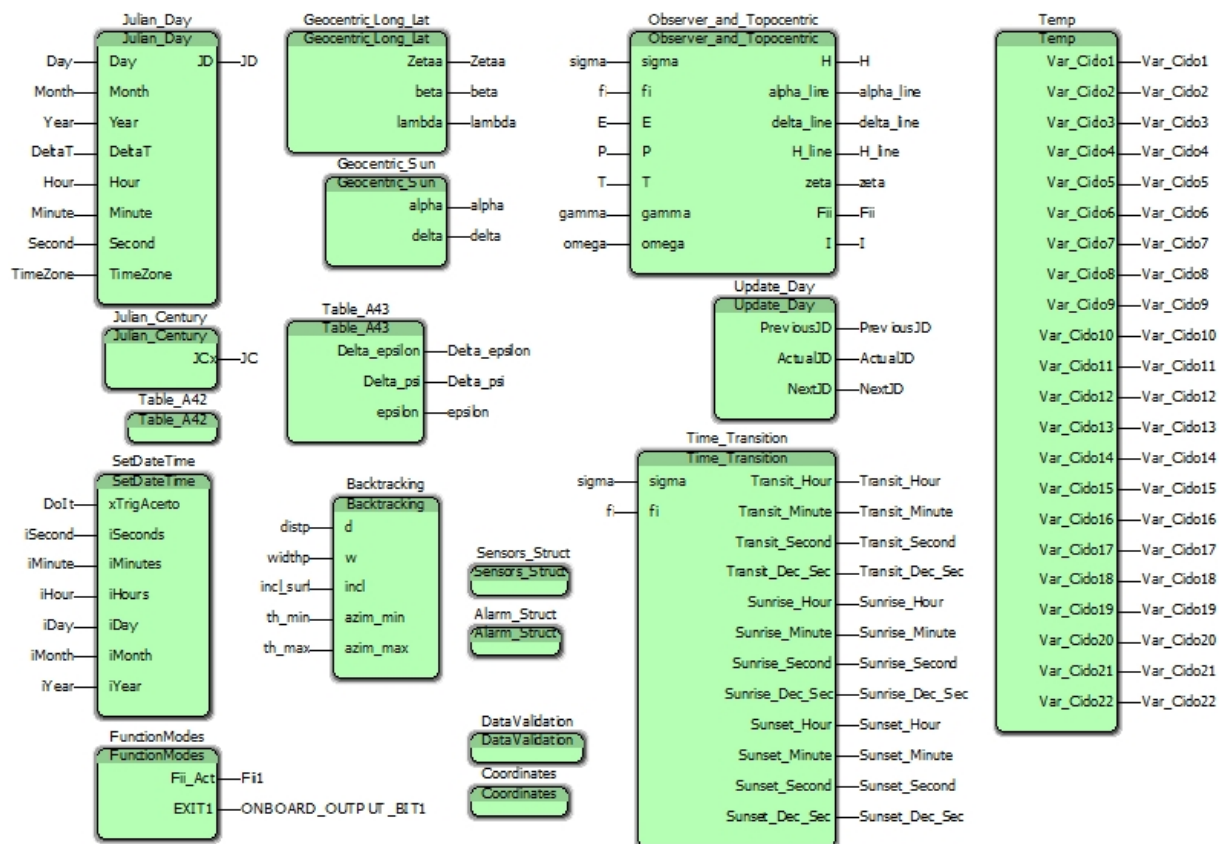 Julian_Day
Julian_Day
Day Day JD JD
Month Month
Year Year
DeltaT DeltaT
Hour Hour
Minute Minute
Second Second
TimeZone TimeZone
Julian_Century
Julian_Century
JCx JC
Table_A42
Table_A42
SetDateTime
SetDateTime
DoIt xTrigAcerto
iSecond iSeconds
iMinute iMinutes
iHour iHours
iDay iDay
iMonth iMonth
iYear iYear
FunctionModes
FunctionModes
Fii_Act Fii1
EXIT1 ONBOARD_OUTPUT_BIT1
Geocentric_Long_Lat
Geocentric_Long_Lat
Zetaa Zetaa
beta beta
lambda lambda
Geocentric_Sun
Geocentric_Sun
alpha alpha
delta delta
Table_A43
Table_A43
Delta_epsilon Delta_epsilon
Delta_psi Delta_psi
epsilon epsilon
Backtracking
Backtracking
distp d
widthp w
incl_surf incl
th_min azim_min
th_max azim_max
Sensors_Struct
Sensors_Struct
Alarm_Struct
Alarm_Struct
DataValidation
DataValidation
Coordinates
Coordinates
Observer_and_Topocentric
Observer_and_Topocentric
sigma sigma H H
fi fi alpha_line alpha_line
E E delta_line delta_line
P P H_line H_line
T T zeta zeta
gamma gamma Fii Fii
omega omega I I
Update_Day
Update_Day
PreviousJD PreviousJD
ActualJD ActualJD
NextJD NextJD
Time_Transition
Time_Transition
sigma sigma Transit_Hour Transit_Hour
fi fi Transit_Minute Transit_Minute
Transit_Second Transit_Second
Transit_Dec_Sec Transit_Dec_Sec
Sunrise_Hour Sunrise_Hour
Sunrise_Minute Sunrise_Minute
Sunrise_Second Sunrise_Second
Sunrise_Dec_Sec Sunrise_Dec_Sec
Sunset_Hour Sunset_Hour
Sunset_Minute Sunset_Minute
Sunset_Second Sunset_Second
Sunset_Dec_Sec Sunset_Dec_Sec
Temp
Temp
Var_Cido1 Var_Cido1
Var_Cido2 Var_Cido2
Var_Cido3 Var_Cido3
Var_Cido4 Var_Cido4
Var_Cido5 Var_Cido5
Var_Cido6 Var_Cido6
Var_Cido7 Var_Cido7
Var_Cido8 Var_Cido8
Var_Cido9 Var_Cido9
Var_Cido10 Var_Cido10
Var_Cido11 Var_Cido11
Var_Cido12 Var_Cido12
Var_Cido13 Var_Cido13
Var_Cido14 Var_Cido14
Var_Cido15 Var_Cido15
Var_Cido16 Var_Cido16
Var_Cido17 Var_Cido17
Var_Cido18 Var_Cido18
Var_Cido19 Var_Cido19
Var_Cido20 Var_Cido20
Var_Cido21 Var_Cido21
Var_Cido22 Var_Cido22